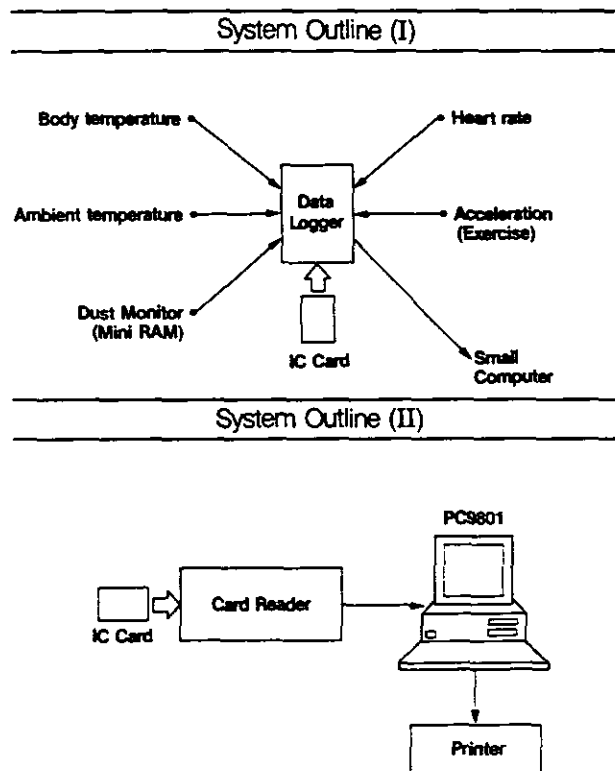 System Outline (I)
Body temperature
Heart rate
Data
Logger
Ambient temperature
Acceleration
(Exercise)
Dust Monitor
(Mini RAM)
IC Card
Small
Computer
System Outline (II)
PC9801
Card Reader
IC Card
Printer